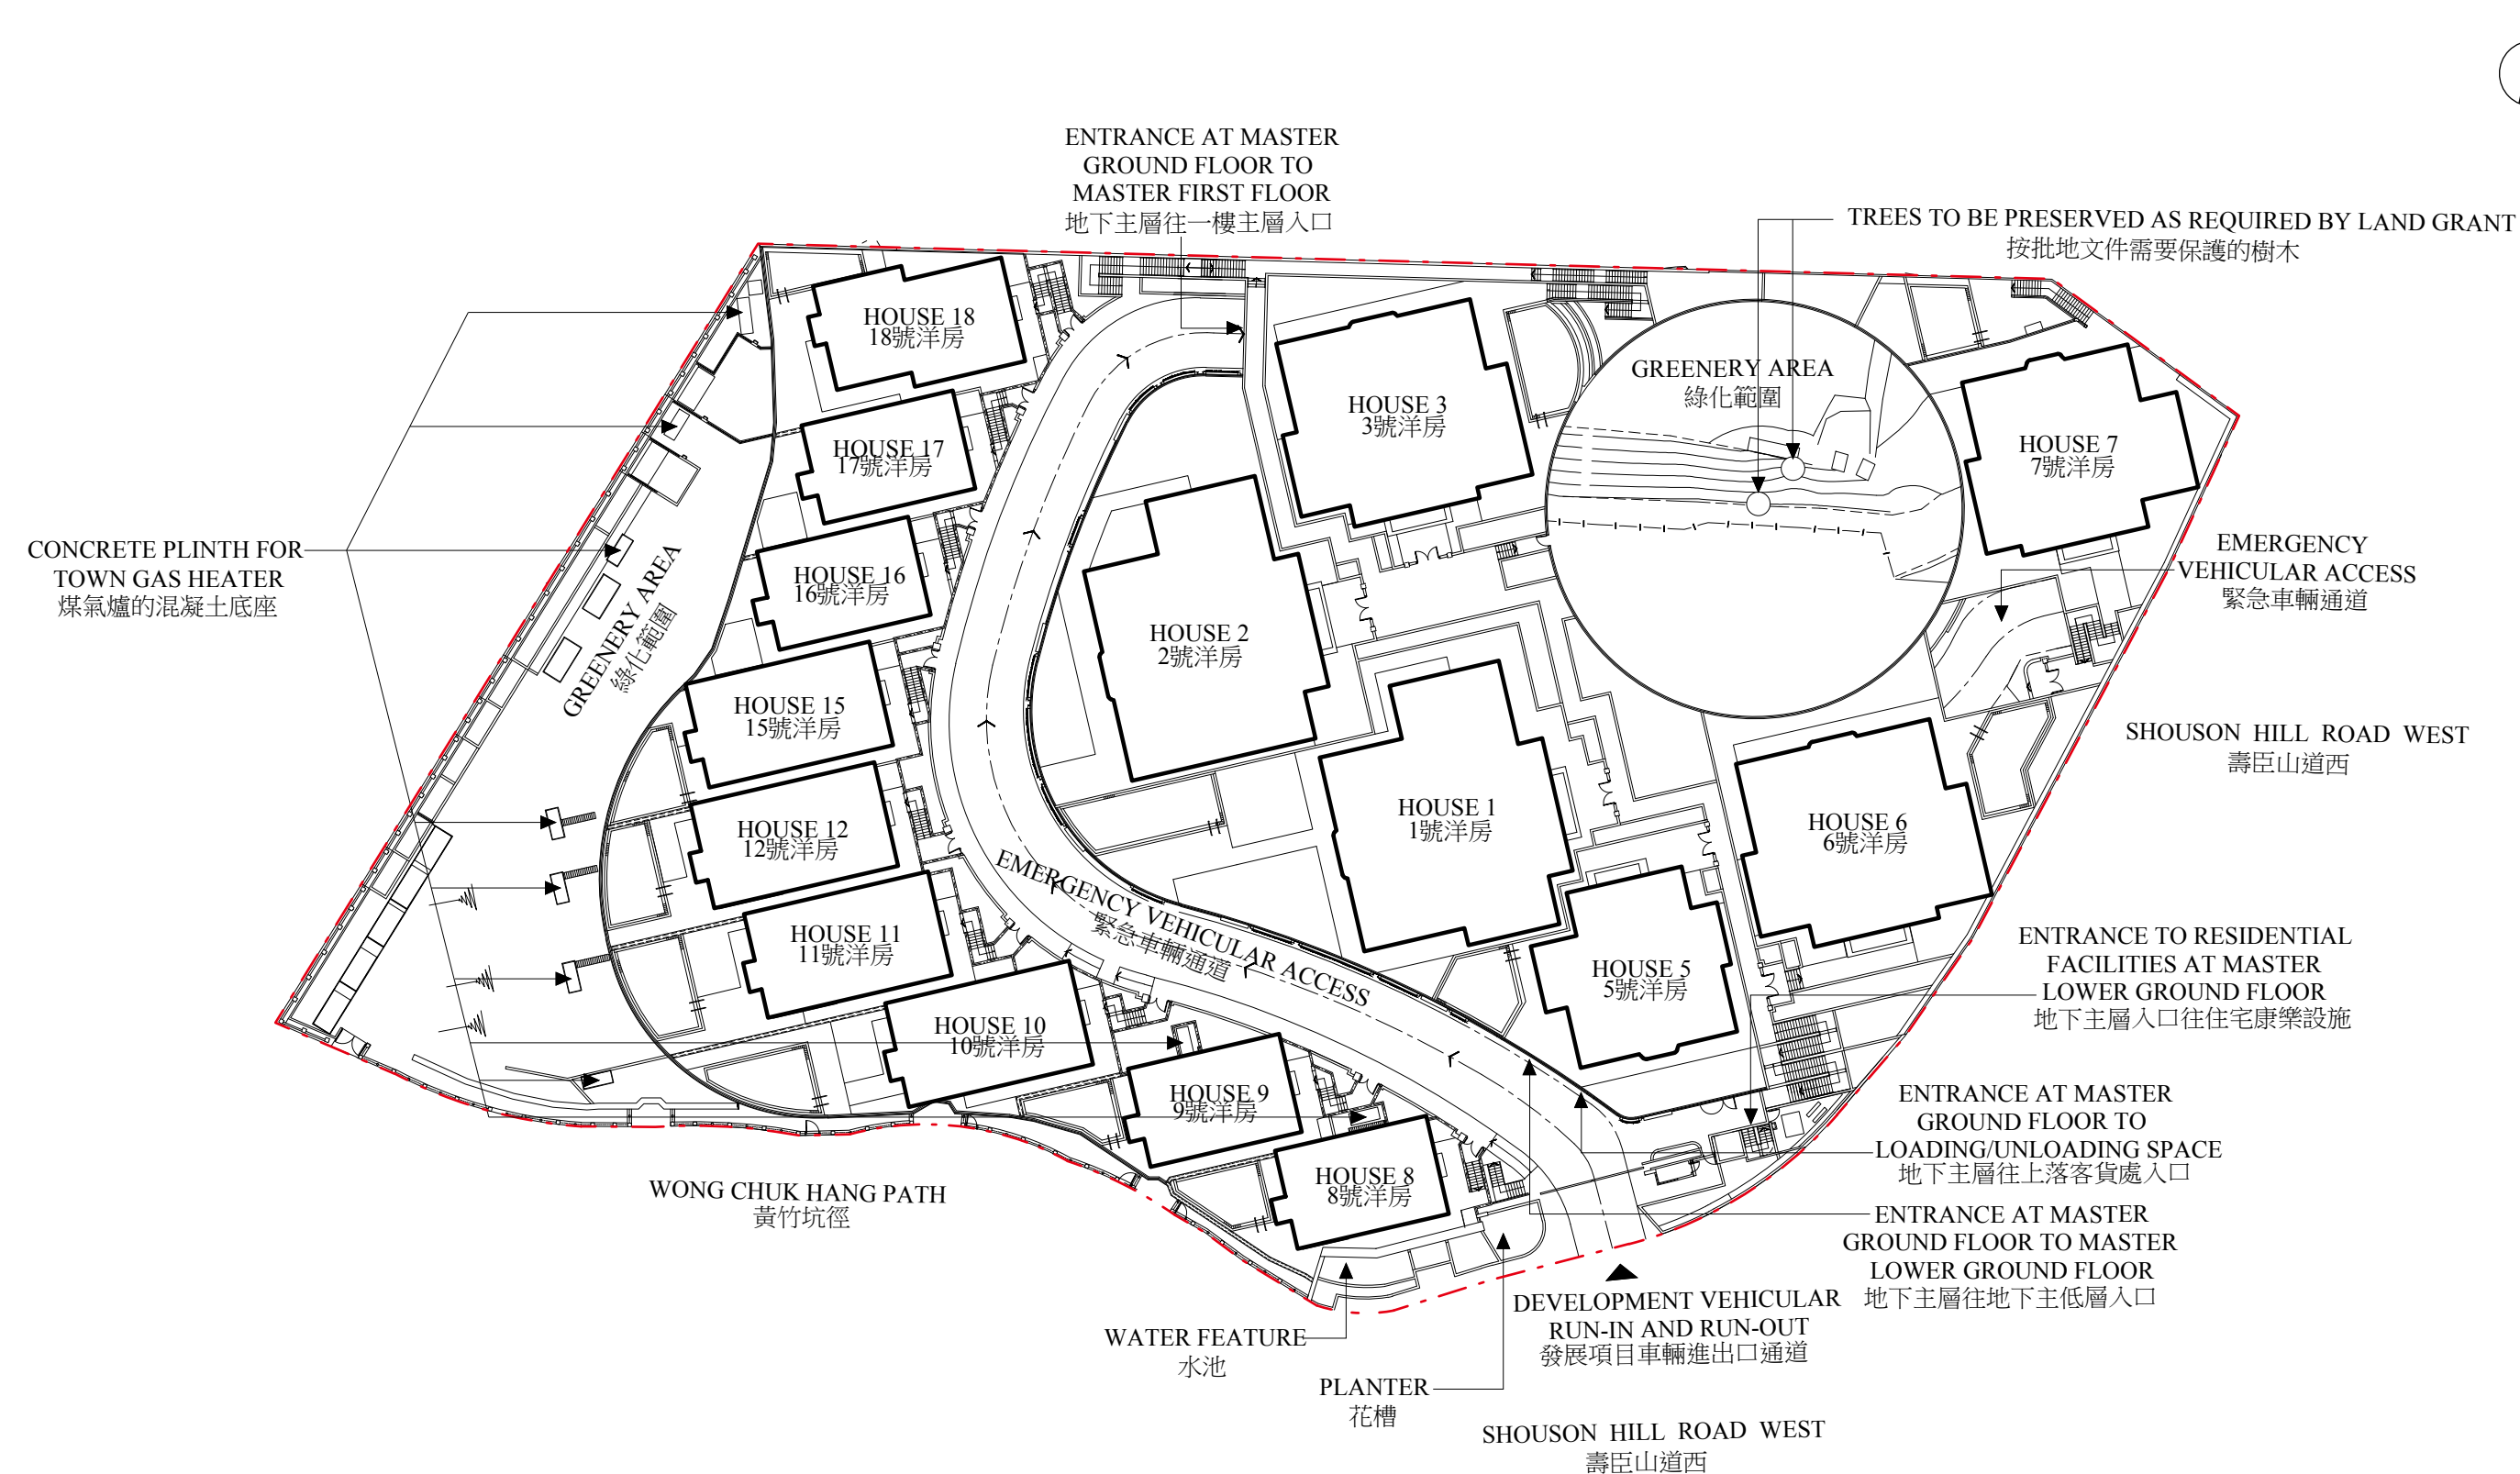 ENTRANCE AT MASTER
GROUND FLOOR TO
MASTER FIRST FLOOR
地下主層往一樓主層入口
TREES TO BE PRESERVED AS REQUIRED BY LAND GRANT
按批地文件需要保護的樹木
HOUSE 18
18號洋房
HOUSE 3
3號洋房
GREENERY AREA
綠化範圍
HOUSE 17
17號洋房
HOUSE 7
7號洋房
CONCRETE PLINTH FOR
TOWN GAS HEATER
煤氣爐的混凝土底座
GREENERY AREA
綠化範圍
HOUSE 16
16號洋房
HOUSE 2
2號洋房
EMERGENCY
VEHICULAR ACCESS
緊急車輛通道
HOUSE 15
15號洋房
SHOUSON HILL ROAD WEST
壽臣山道西
HOUSE 12
12號洋房
HOUSE 1
1號洋房
HOUSE 6
6號洋房
EMERGENCY VEHICULAR ACCESS
緊急車輛通道
HOUSE 11
11號洋房
HOUSE 5
5號洋房
ENTRANCE TO RESIDENTIAL
FACILITIES AT MASTER
LOWER GROUND FLOOR
地下主層入口往住宅康樂設施
HOUSE 10
10號洋房
HOUSE 9
9號洋房
ENTRANCE AT MASTER
GROUND FLOOR TO
LOADING/UNLOADING SPACE
地下主層往上落客貨處入口
HOUSE 8
8號洋房
WONG CHUK HANG PATH
黃竹坑徑
ENTRANCE AT MASTER
GROUND FLOOR TO MASTER
LOWER GROUND FLOOR
地下主層往地下主低層入口
DEVELOPMENT VEHICULAR
RUN-IN AND RUN-OUT
發展項目車輛進出口通道
WATER FEATURE
水池
PLANTER
花槽
SHOUSON HILL ROAD WEST
壽臣山道西